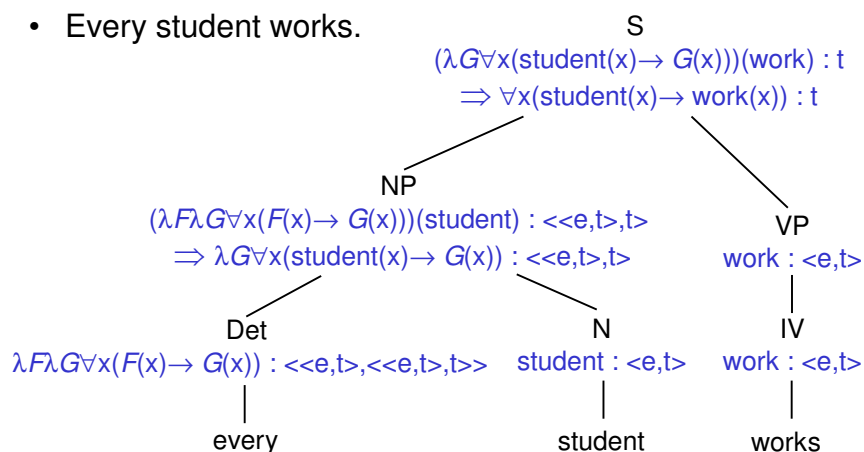 • Every student works.
S
(λG∀x(student(x)→ G(x)))(work) : t
⇒ ∀x(student(x)→ work(x)) : t
NP
(λFλG∀x(F(x)→ G(x)))(student) : <<e,t>,t>
⇒ λG∀x(student(x)→ G(x)) : <<e,t>,t>
VP
work : <e,t>
Det
λFλG∀x(F(x)→ G(x)) : <<e,t>,<<e,t>,t>>
N
student : <e,t>
IV
work : <e,t>
every
student
works